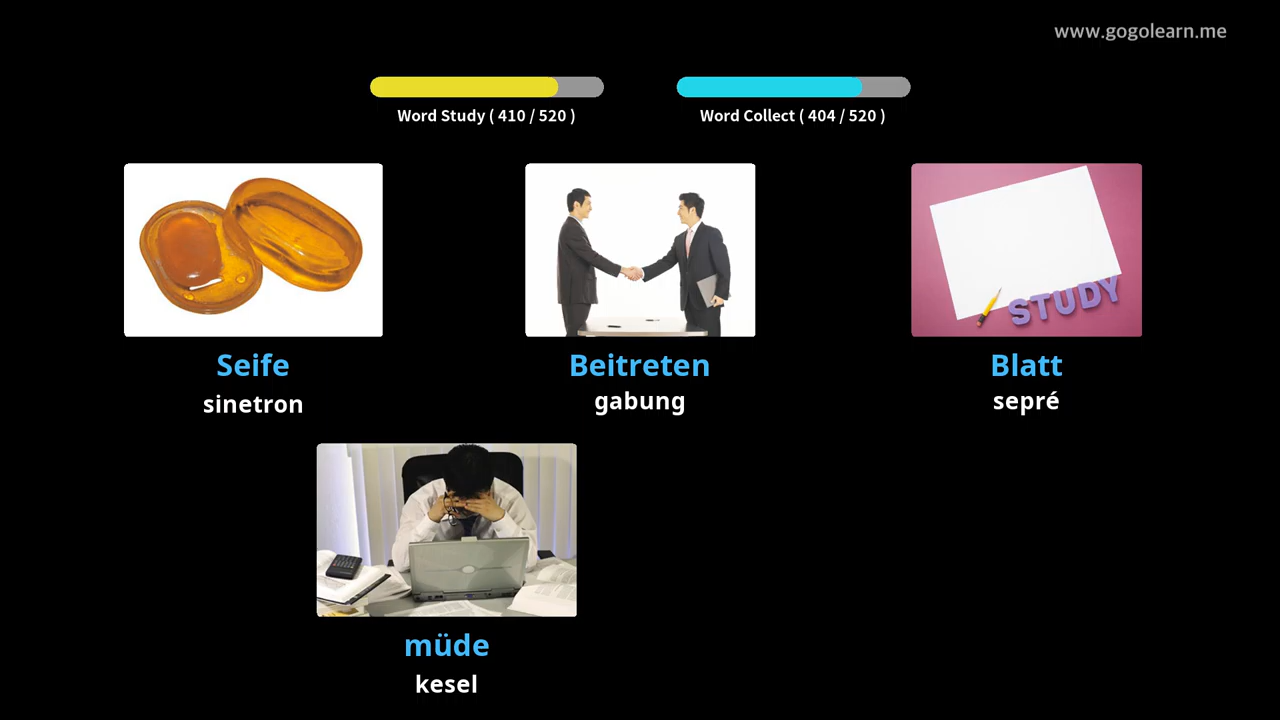 www.gogolearn.me
Word Study ( 410 / 520 )
Word Collect ( 404 / 520 )
STUDY
Seife
sinetron
Beitreten
gabung
Blatt
sepré
müde
kesel